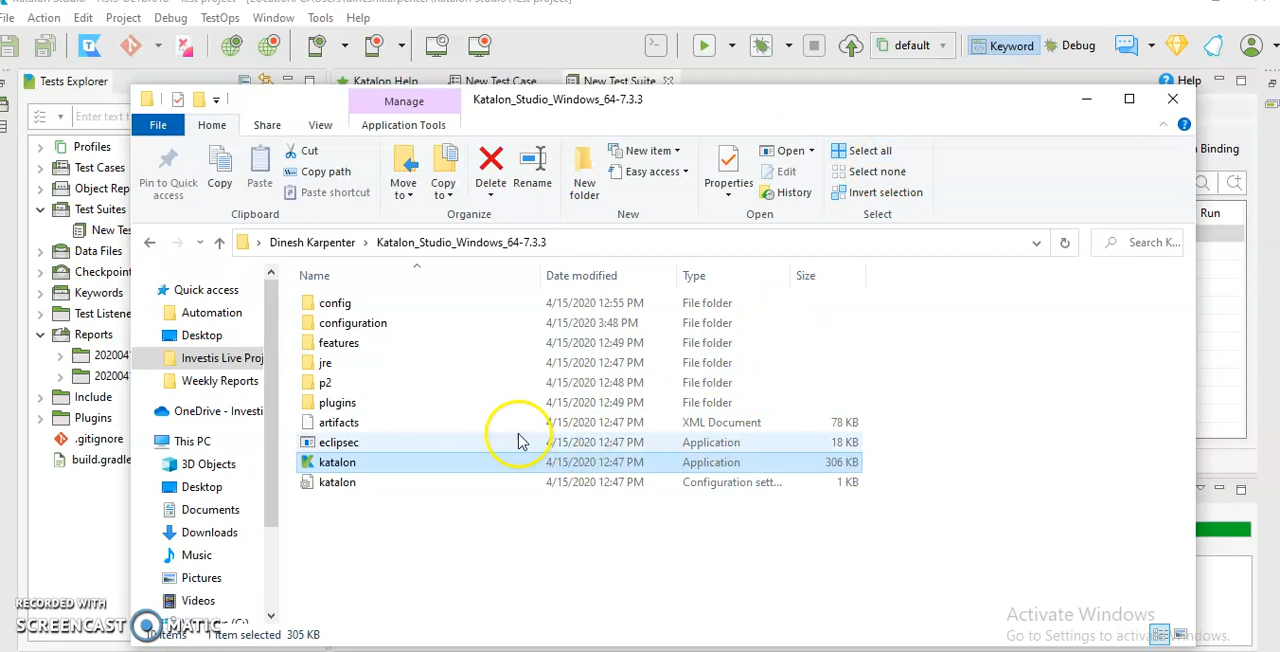 File Action Edit Project Debug TestOps Window Tools Help
default
Keyword
Debug
Tests Explorer
Katalon Help
New Test Case
New Test Suite
Help
Enter text
Profiles
Test Cases
Object Rep
Test Suites
New Tes
Data Files
Checkpoint
Keywords
Test Listene
Reports
202004
202004
Include
Plugins
.gitignore
build.gradle
Binding
Run
Manage
Katalon_Studio_Windows_64-7.3.3
File
Home
Share
View
Application Tools
Pin to Quick access
Copy
Paste
Cut
Copy path
Paste shortcut
Clipboard
Move to
Copy to
Delete
Rename
Organize
New folder
New item
Easy access
New
Properties
Open
Edit
History
Open
Select all
Select none
Invert selection
Select
Dinesh Karpenter > Katalon_Studio_Windows_64-7.3.3
Search K...
Quick access
Automation
Desktop
Investis Live Proj
Weekly Reports
OneDrive - Investi
This PC
3D Objects
Desktop
Documents
Downloads
Music
Pictures
Videos
Name Date modified Type Size
config 4/15/2020 12:55 PM File folder
configuration 4/15/2020 3:48 PM File folder
features 4/15/2020 12:49 PM File folder
jre 4/15/2020 12:47 PM File folder
p2 4/15/2020 12:48 PM File folder
plugins 4/15/2020 12:49 PM File folder
artifacts 4/15/2020 12:47 PM XML Document 78 KB
eclipsec 4/15/2020 12:47 PM Application 18 KB
katalon 4/15/2020 12:47 PM Application 306 KB
katalon 4/15/2020 12:47 PM Configuration sett... 1 KB
1 item selected 305 KB
Activate Windows
Go to Settings to activate Windows.
RECORDED WITH
SCREENCAST MATIC